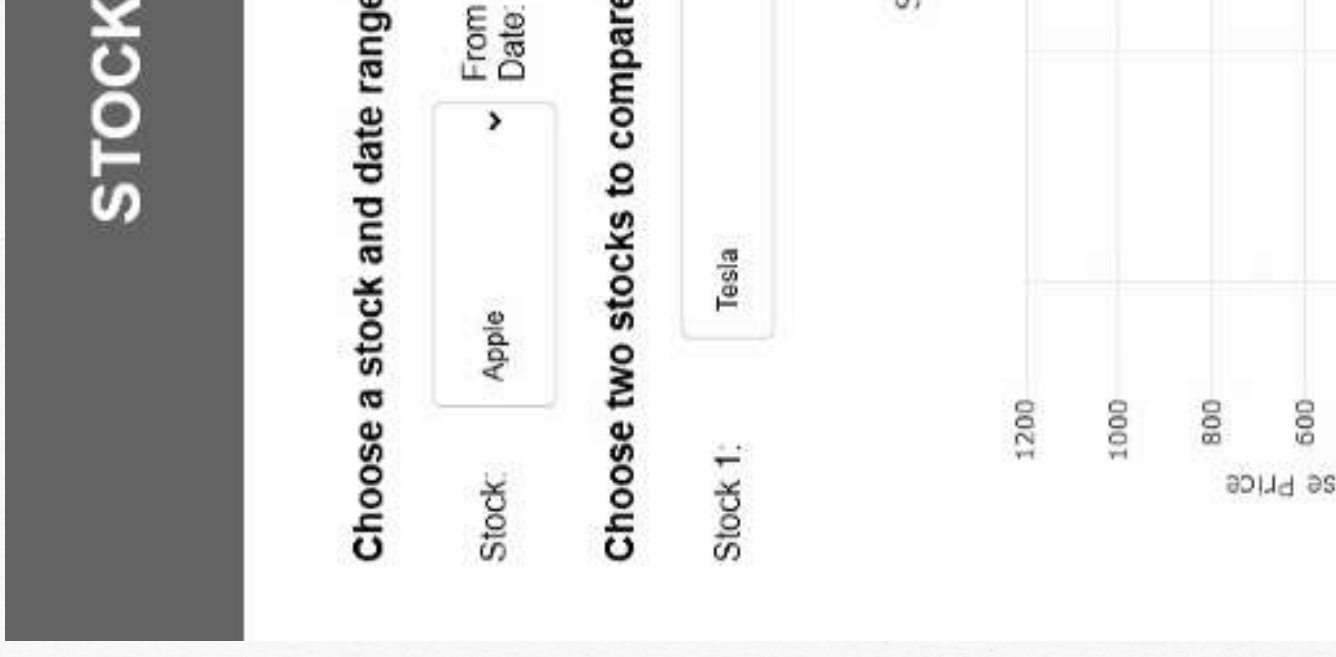 STOCK
Choose a stock and date range
Stock:
Apple
From
Date:
Choose two stocks to compare
Stock 1:
Tesla
1200
1000
800
600
se Price